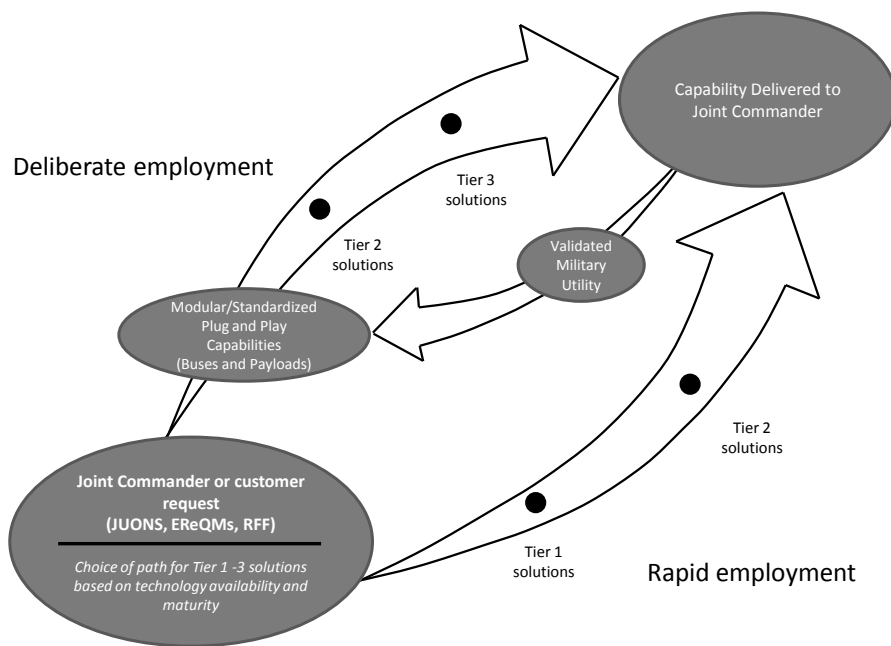 Capability Delivered to
Joint Commander
Deliberate employment
Tier 3
solutions
Tier 2
solutions
Validated
Military
Utility
Modular/Standardized
Plug and Play
Capabilities
(Buses and Payloads)
Tier 2
solutions
Joint Commander or customer
request
(JUONS, EReQMs, RFF)
Choice of path for Tier 1 -3 solutions
based on technology availability and
maturity
Tier 1
solutions
Rapid employment